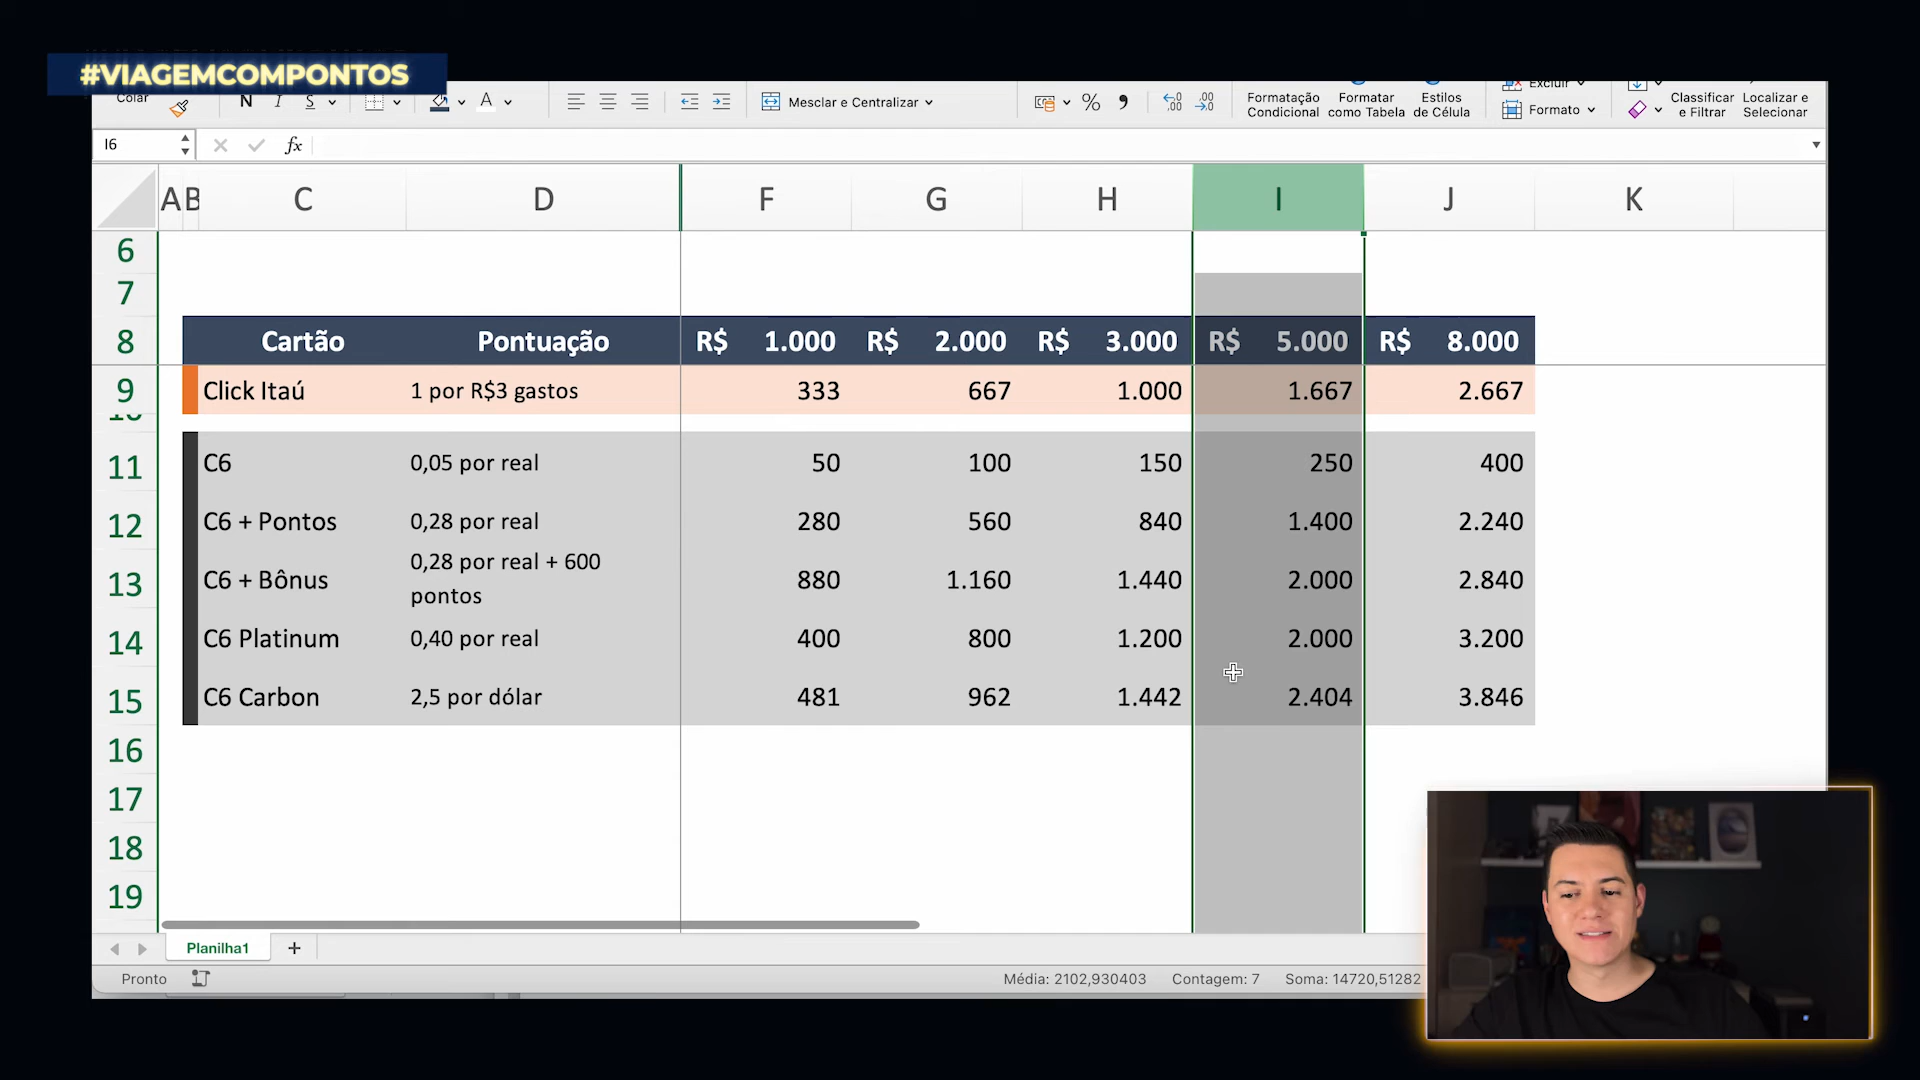 #VIAGEMCOMPONTOS
Colar
N I S A
Mesclar e Centralizar
% ,00 ,0 ,00
Formatação Condicional
Formatar como Tabela
Estilos de Célula
Excluir
Formato
Classificar e Filtrar
Localizar e Selecionar
I6 fx
A B C D F G H I J K
6
7
8 Cartão Pontuação R$ 1.000 R$ 2.000 R$ 3.000 R$ 5.000 R$ 8.000
9 Click Itaú 1 por R$3 gastos 333 667 1.000 1.667 2.667
11 C6 0,05 por real 50 100 150 250 400
12 C6 + Pontos 0,28 por real 280 560 840 1.400 2.240
13 C6 + Bônus 0,28 por real + 600 pontos 880 1.160 1.440 2.000 2.840
14 C6 Platinum 0,40 por real 400 800 1.200 2.000 3.200
15 C6 Carbon 2,5 por dólar 481 962 1.442 2.404 3.846
16
17
18
19
Planilha1 +
Pronto Média: 2102,930403 Contagem: 7 Soma: 14720,51282